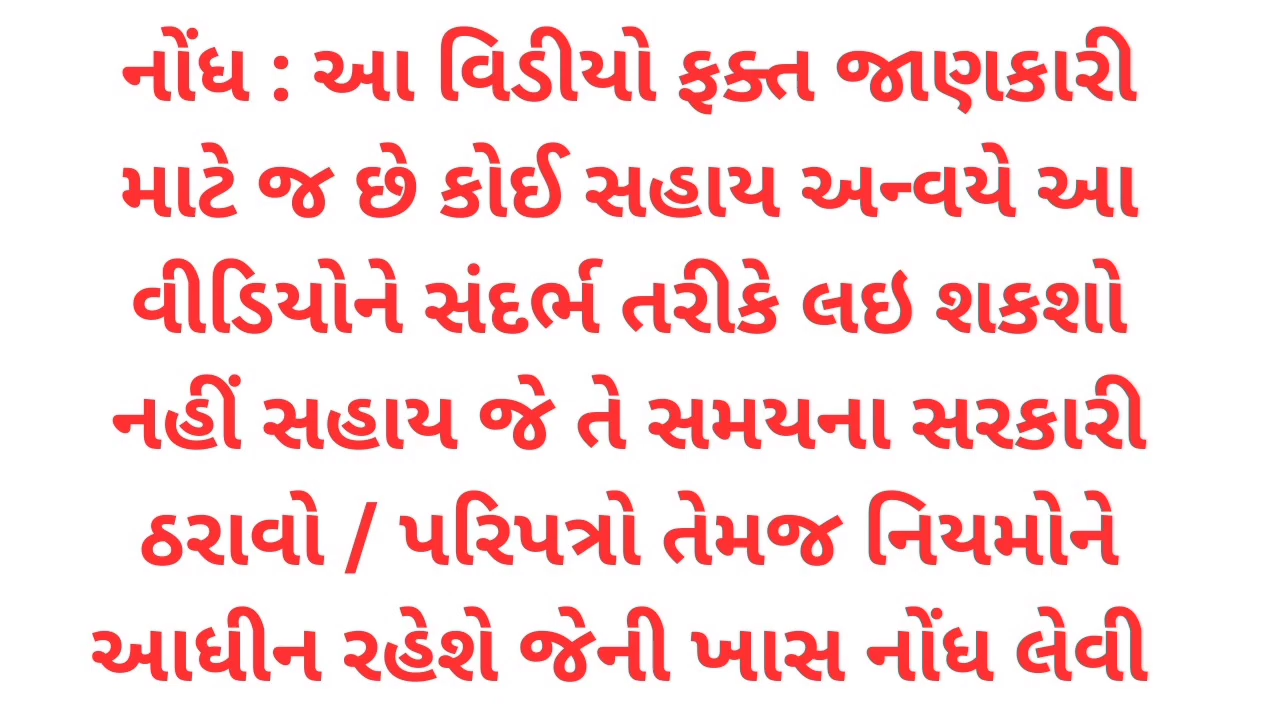 નોંધ : આ વિડીયો ફક્ત જાણકારી
માટે જ છે કોઈ સહાય અન્વયે આ
વીડિયોને સંદર્ભ તરીકે લઇ શકશો
નહીં સહાય જે તે સમયના સરકારી
ઠરાવો / પરિપત્રો તેમજ નિયમોને
આધીન રહેશે જેની ખાસ નોંધ લેવી